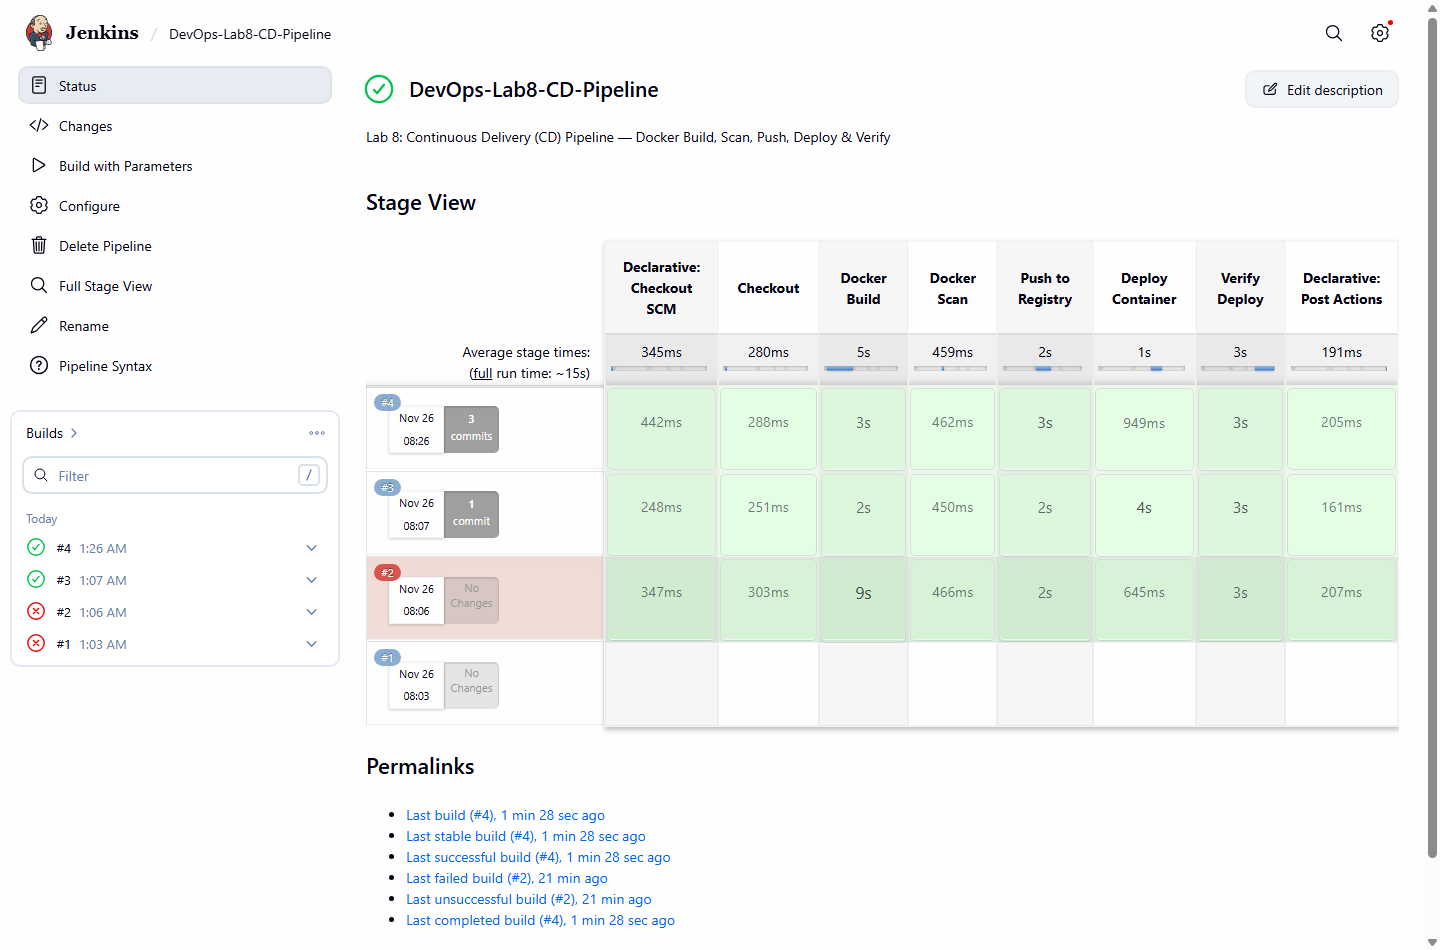 Jenkins / DevOps-Lab8-CD-Pipeline
Status
Changes
Build with Parameters
Configure
Delete Pipeline
Full Stage View
Rename
Pipeline Syntax
Builds
Filter /
Today
#4 1:26 AM
#3 1:07 AM
#2 1:06 AM
#1 1:03 AM
DevOps-Lab8-CD-Pipeline
Edit description
Lab 8: Continuous Delivery (CD) Pipeline — Docker Build, Scan, Push, Deploy & Verify
Stage View
Declarative:
Checkout
SCM
Checkout
Docker
Build
Docker
Scan
Push to
Registry
Deploy
Container
Verify
Deploy
Declarative:
Post Actions
Average stage times:
(full run time: ~15s)
345ms 280ms 5s 459ms 2s 1s 3s 191ms
#4
Nov 26
08:26
3
commits
442ms 288ms 3s 462ms 3s 949ms 3s 205ms
#3
Nov 26
08:07
1
commit
248ms 251ms 2s 450ms 2s 4s 3s 161ms
#2
Nov 26
08:06
No
Changes
347ms 303ms 9s 466ms 2s 645ms 3s 207ms
#1
Nov 26
08:03
No
Changes
Permalinks
Last build (#4), 1 min 28 sec ago
Last stable build (#4), 1 min 28 sec ago
Last successful build (#4), 1 min 28 sec ago
Last failed build (#2), 21 min ago
Last unsuccessful build (#2), 21 min ago
Last completed build (#4), 1 min 28 sec ago